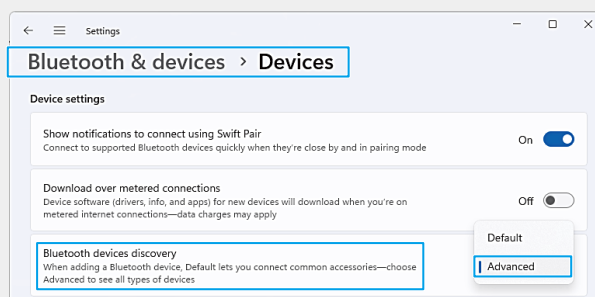 Settings
Bluetooth & devices › Devices
Device settings
Show notifications to connect using Swift Pair
Connect to supported Bluetooth devices quickly when they're close by and in pairing mode
On
Download over metered connections
Device software (drivers, info, and apps) for new devices will download when you're on
metered internet connections—data charges may apply
Off
Bluetooth devices discovery
When adding a Bluetooth device, Default lets you connect common accessories—choose
Advanced to see all types of devices
Default
Advanced